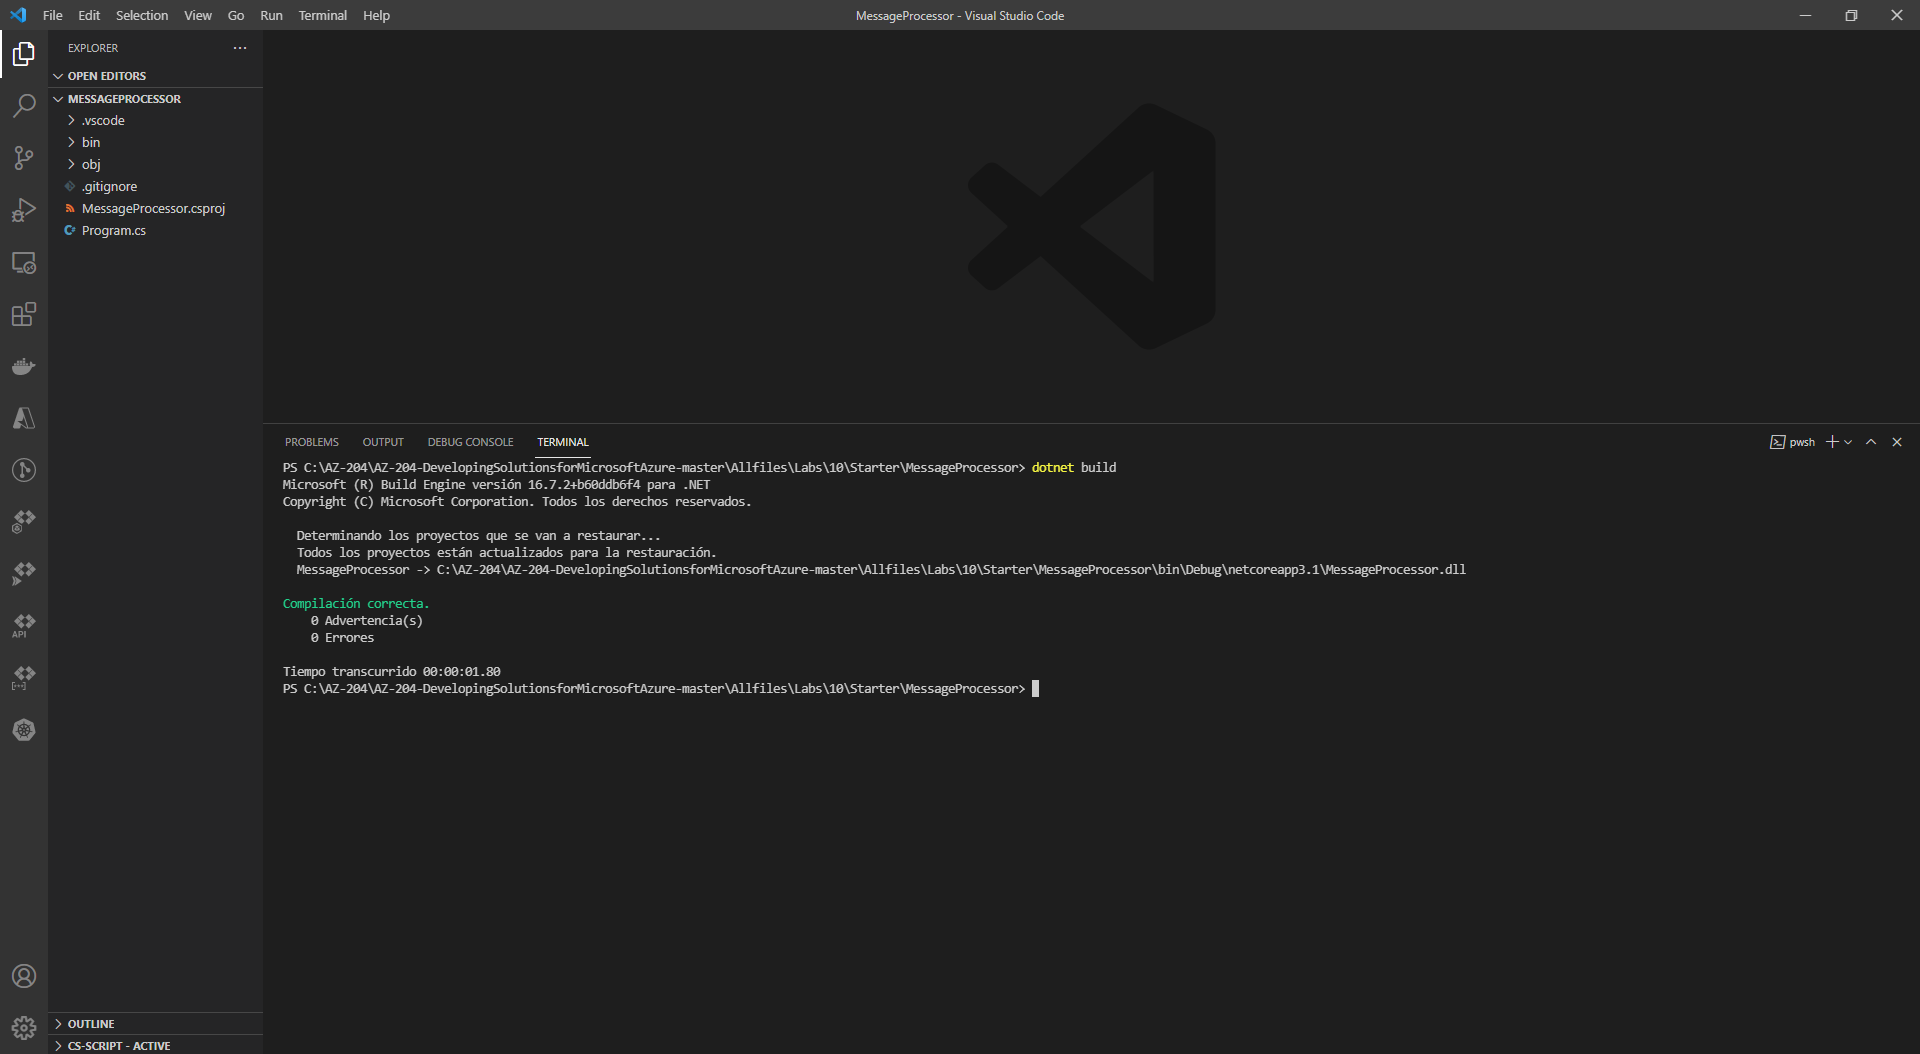 File Edit Selection View Go Run Terminal Help
MessageProcessor - Visual Studio Code
EXPLORER
OPEN EDITORS
MESSAGEPROCESSOR
.vscode
bin
obj
.gitignore
MessageProcessor.csproj
C# Program.cs
API
OUTLINE
CS-SCRIPT - ACTIVE
PROBLEMS OUTPUT DEBUG CONSOLE TERMINAL
pwsh
PS C:\AZ-204\AZ-204-DevelopingSolutionsforMicrosoftAzure-master\Allfiles\Labs\10\Starter\MessageProcessor> dotnet build
Microsoft (R) Build Engine versión 16.7.2+b60ddb6f4 para .NET
Copyright (C) Microsoft Corporation. Todos los derechos reservados.
Determinando los proyectos que se van a restaurar...
Todos los proyectos están actualizados para la restauración.
MessageProcessor -> C:\AZ-204\AZ-204-DevelopingSolutionsforMicrosoftAzure-master\Allfiles\Labs\10\Starter\MessageProcessor\bin\Debug\netcoreapp3.1\MessageProcessor.dll
Compilación correcta.
0 Advertencia(s)
0 Errores
Tiempo transcurrido 00:00:01.80
PS C:\AZ-204\AZ-204-DevelopingSolutionsforMicrosoftAzure-master\Allfiles\Labs\10\Starter\MessageProcessor>